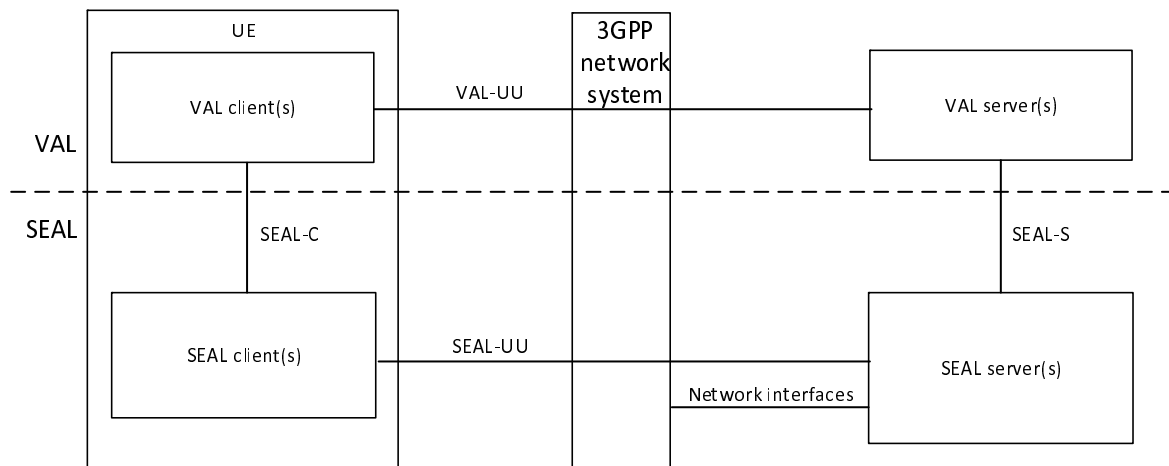 UE
3GPP
network
system
VAL client(s)
VAL-UU
VAL server(s)
VAL
SEAL
SEAL-C
SEAL-S
SEAL client(s)
SEAL-UU
SEAL server(s)
Network interfaces